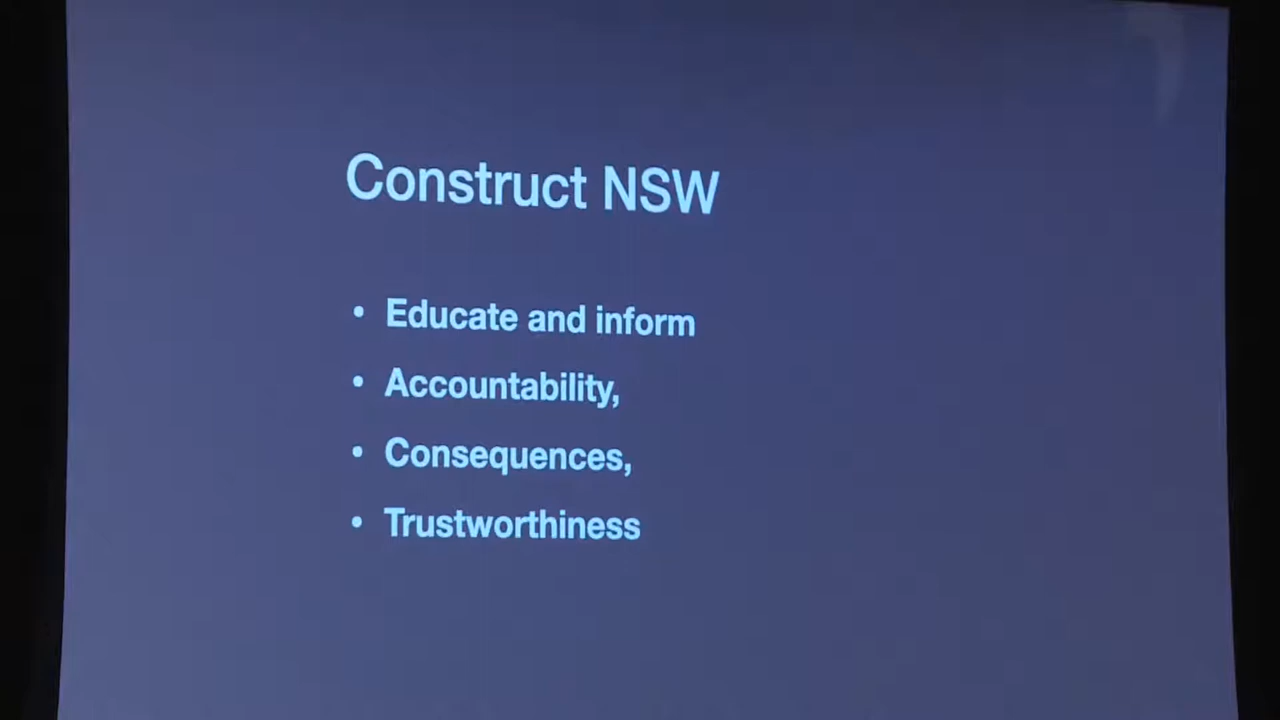 Construct NSW
• Educate and inform
• Accountability,
• Consequences,
• Trustworthiness